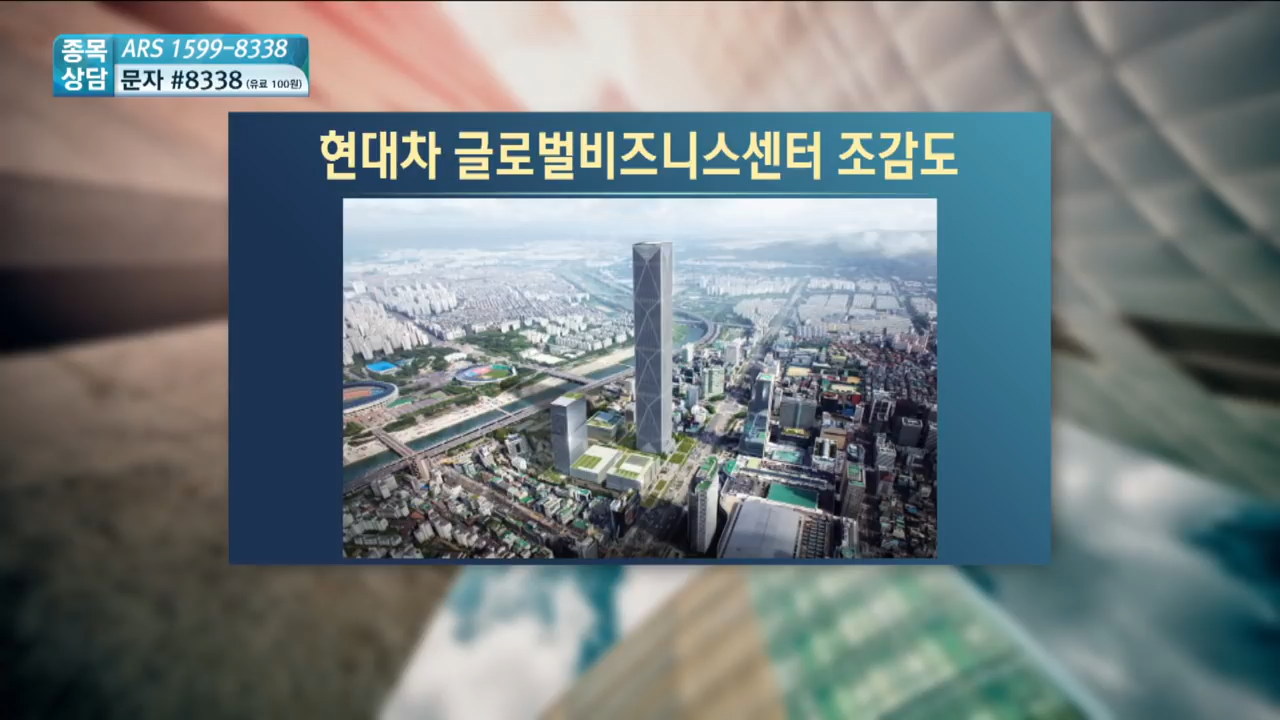 종목
상담
ARS 1599-8338
문자 #8338 (유료 100원)
현대차 글로벌비즈니스센터 조감도